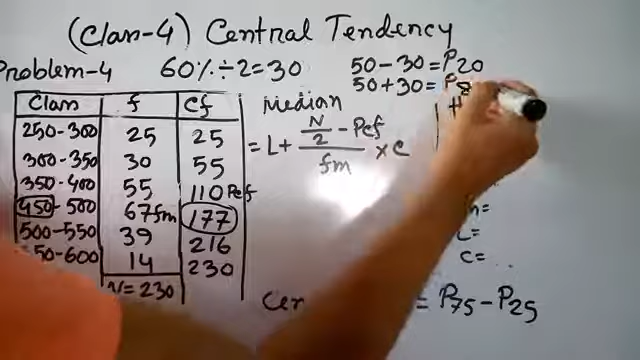 (Class-4) Central Tendency
Problem-4 60% ÷ 2 = 30 50 - 30 = P20
50 + 30 = P8
Class f Cf Median
250-300 25 25
300-350 30 55
350-400 55 110 Pcf
450-500 67 fm 177
500-550 39 216
50-600 14 230
N = 230
= L + N/2 - Pcf / fm × c
L =
c =
= P75 - P25